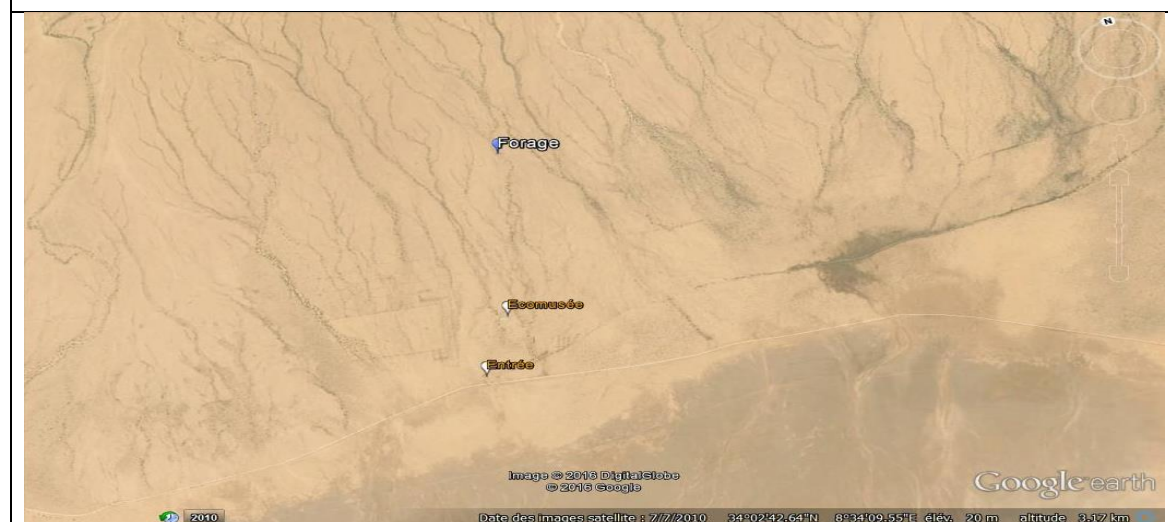 N
Forage
Ecomusée
Entrée
Image © 2016 DigitalGlobe
© 2016 Google
Google earth
2010
Date des images satellite : 7/7/2010 34°02'42.64"N 8°34'09.55"E élév. 20 m altitude 3.17 km